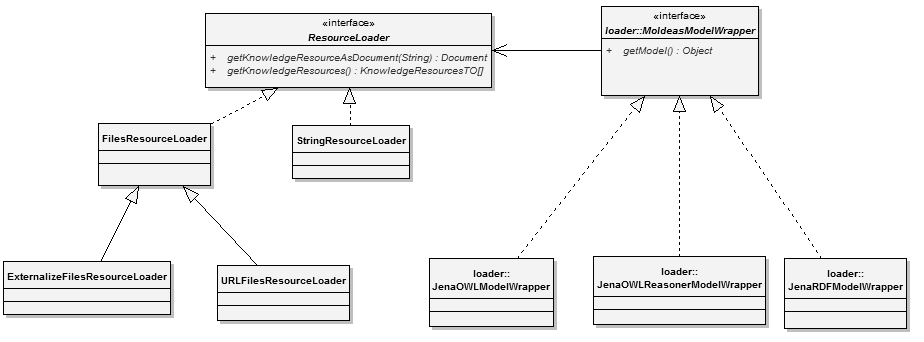 «interface»
ResourceLoader
+ getKnowledgeResourceAsDocument(String) : Document
+ getKnowledgeResources() : KnowledgeResourcesTO[]
«interface»
loader::MoldeasModelWrapper
+ getModel() : Object
FilesResourceLoader
StringResourceLoader
ExternalizeFilesResourceLoader
URLFilesResourceLoader
loader::
JenaOWLModelWrapper
loader::
JenaOWLReasonerModelWrapper
loader::
JenaRDFModelWrapper